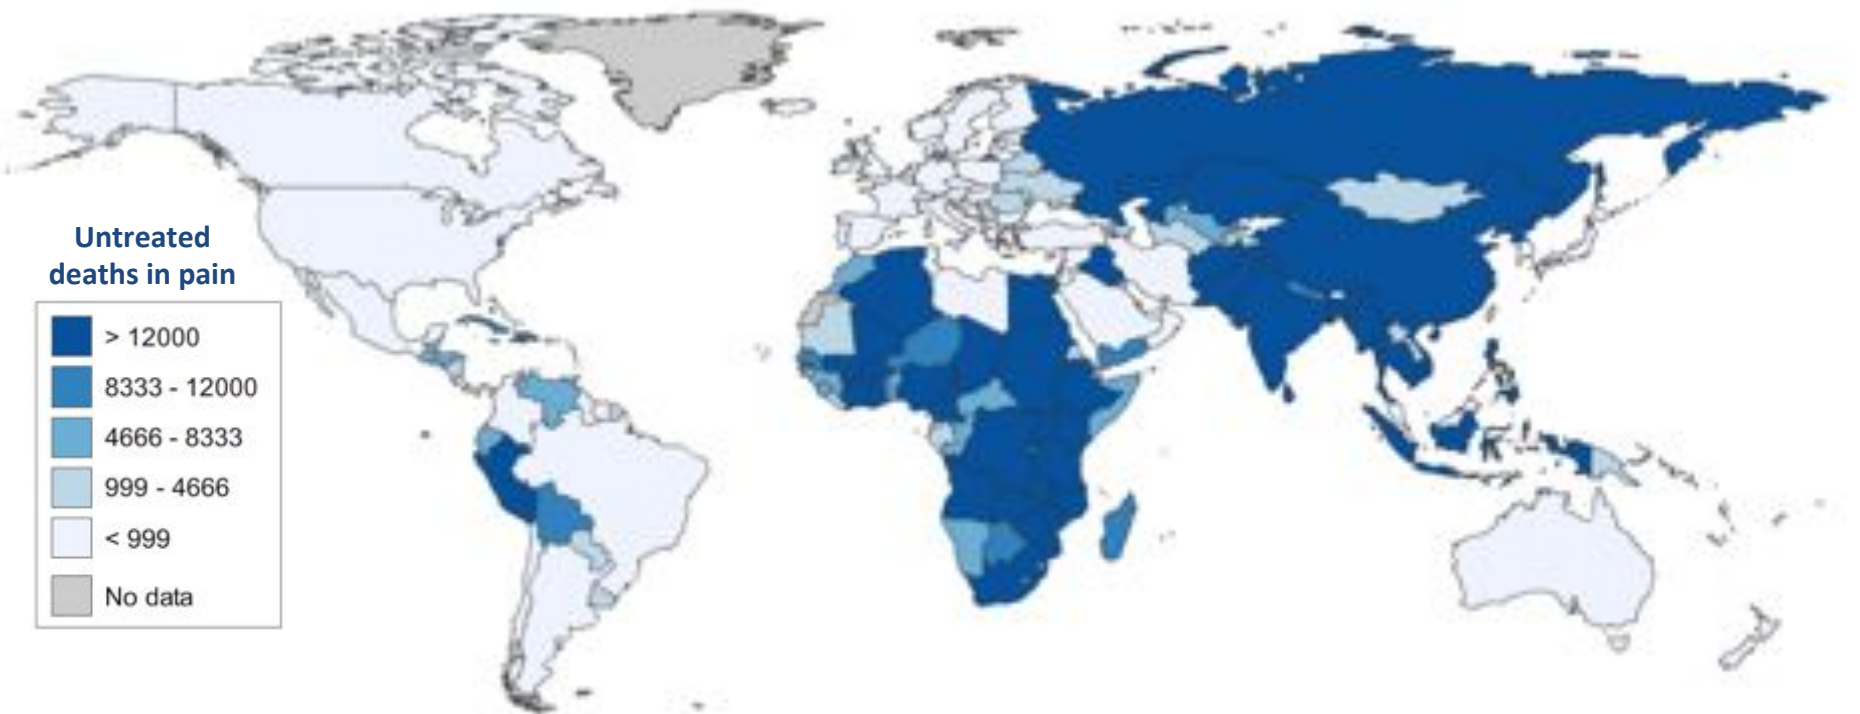 Untreated
deaths in pain
> 12000
8333 - 12000
4666 - 8333
999 - 4666
< 999
No data